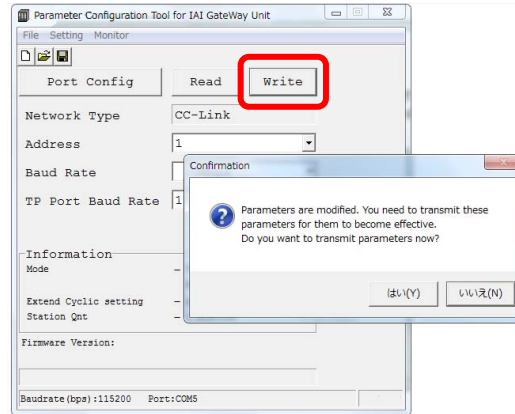 Parameter Configuration Tool for IAI GateWay Unit
File Setting Monitor
Port Config Read Write
Network Type CC-Link
Address 1
Confirmation
Baud Rate
TP Port Baud Rate 1
Parameters are modified. You need to transmit these
parameters for them to become effective.
Do you want to transmit parameters now?
Information
Mode -
はい(Y) いいえ(N)
Extend Cyclic setting -
Station Qnt -
Firmware Version:
Baudrate(bps):115200 Port:COM5